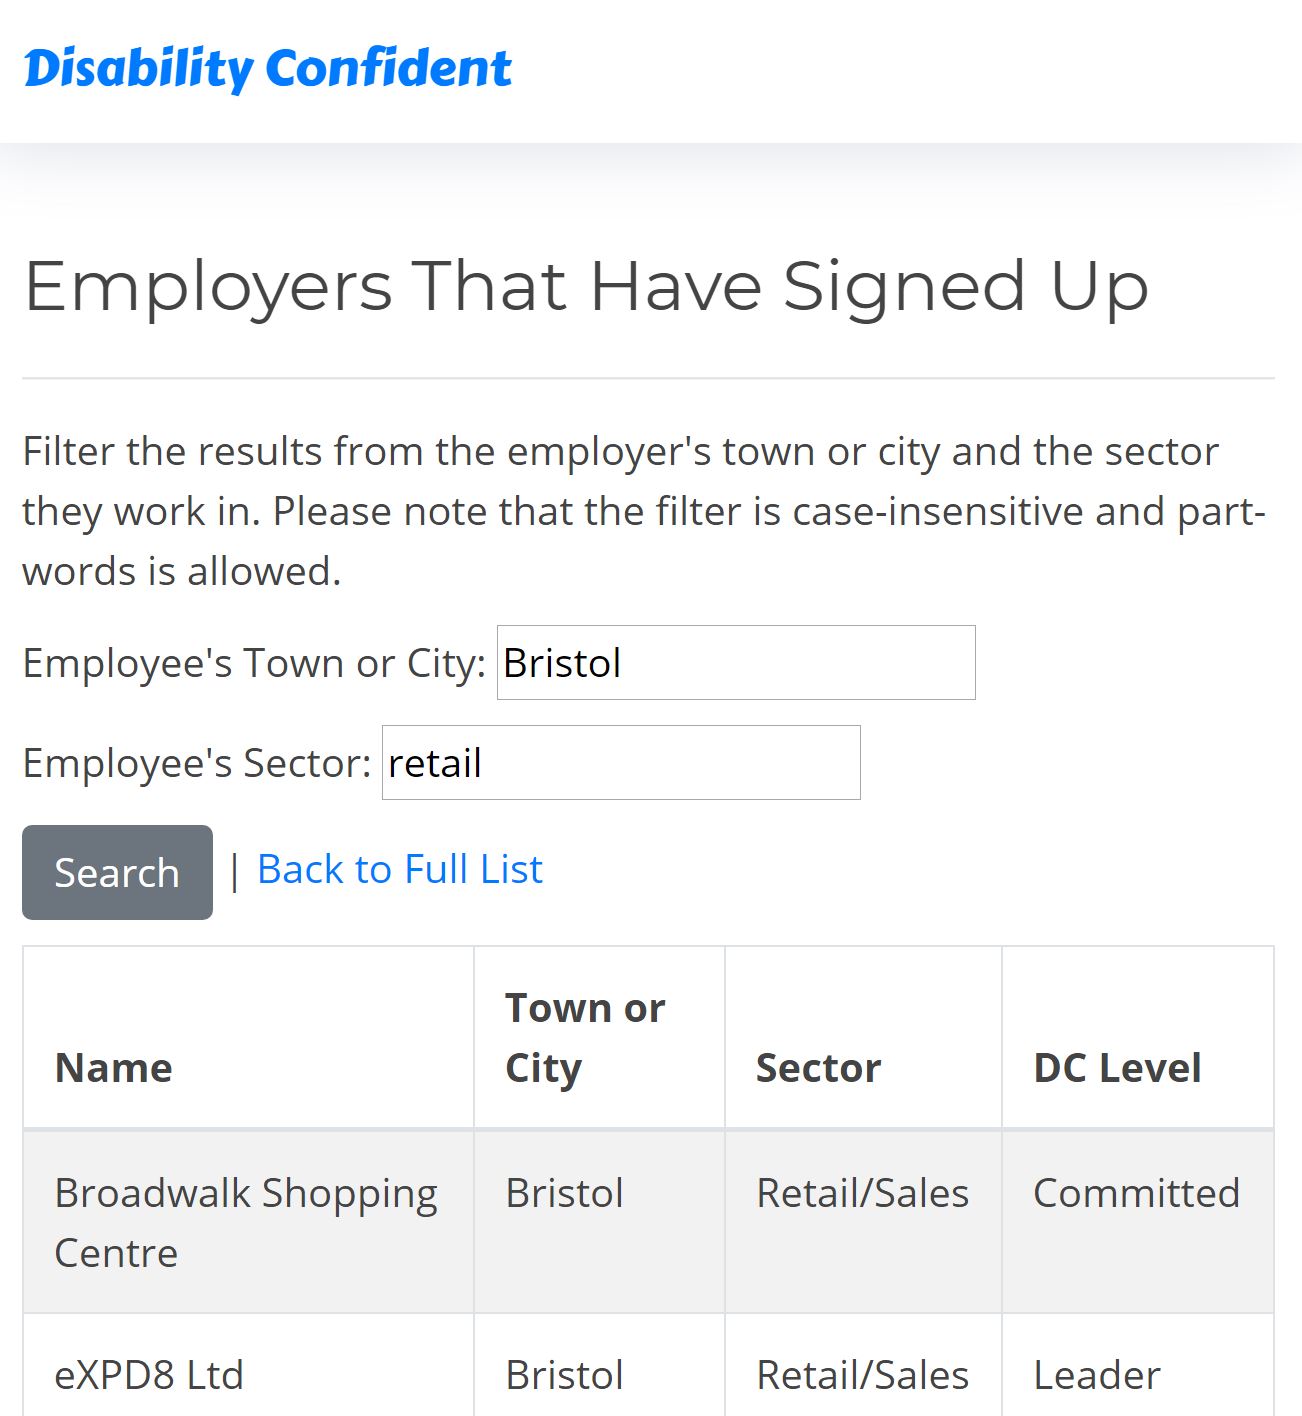 Disability Confident
Employers That Have Signed Up
Filter the results from the employer's town or city and the sector
they work in. Please note that the filter is case-insensitive and part-
words is allowed.
Employee's Town or City: Bristol
Employee's Sector: retail
Search | Back to Full List
Name Town or City Sector DC Level
Broadwalk Shopping Centre Bristol Retail/Sales Committed
eXPD8 Ltd Bristol Retail/Sales Leader